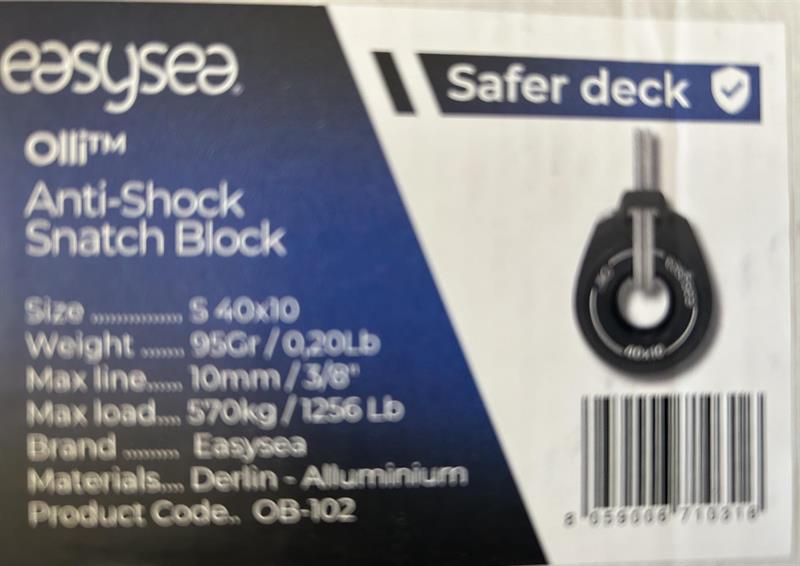 easysea
Safer deck
Olli™
Anti-Shock
Snatch Block
Size ............... S 40x10
Weight ....... 95Gr / 0,20Lb
Max line...... 10mm / 3/8"
Max load.... 570kg / 1256 Lb
Brand ......... Easysea
Materials.... Derlin - Alluminium
Product Code.. OB-102
easysea
40x10